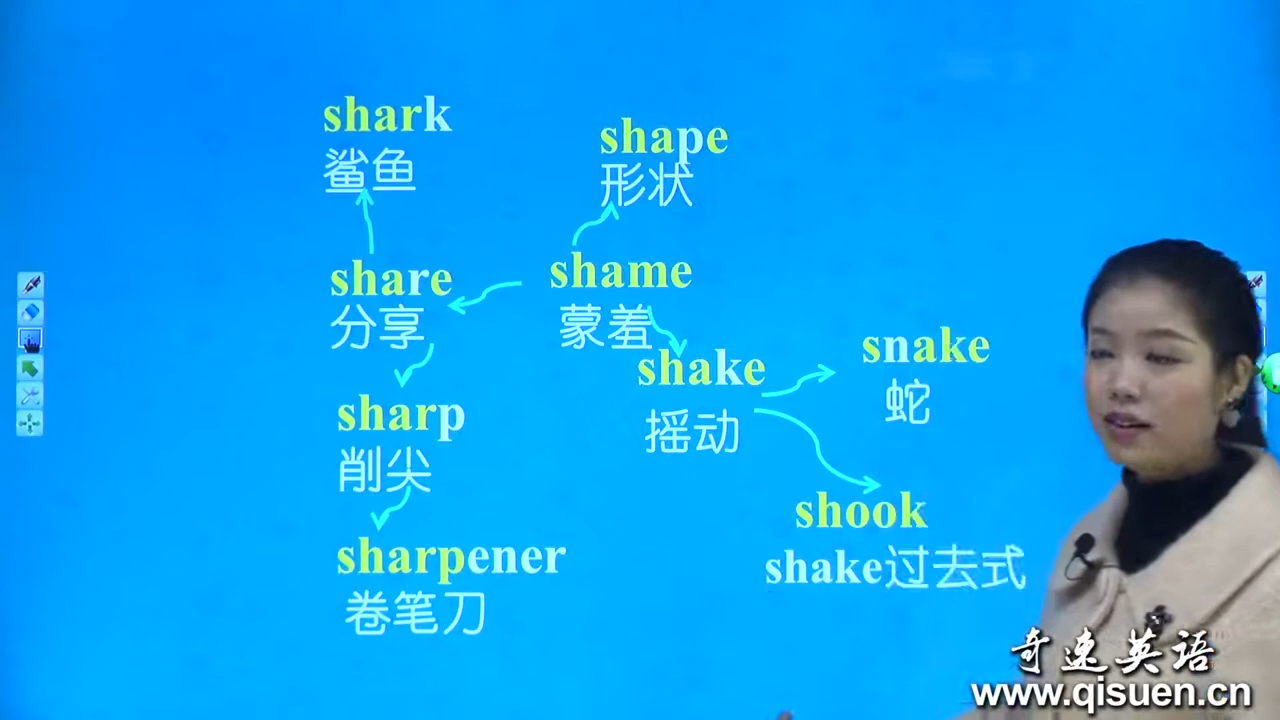 shark
鲨鱼
shape
形状
share
分享
shame
蒙羞
shake
摇动
snake
蛇
sharp
削尖
shook
shake过去式
sharpener
卷笔刀
奇速英语
www.qisuen.cn